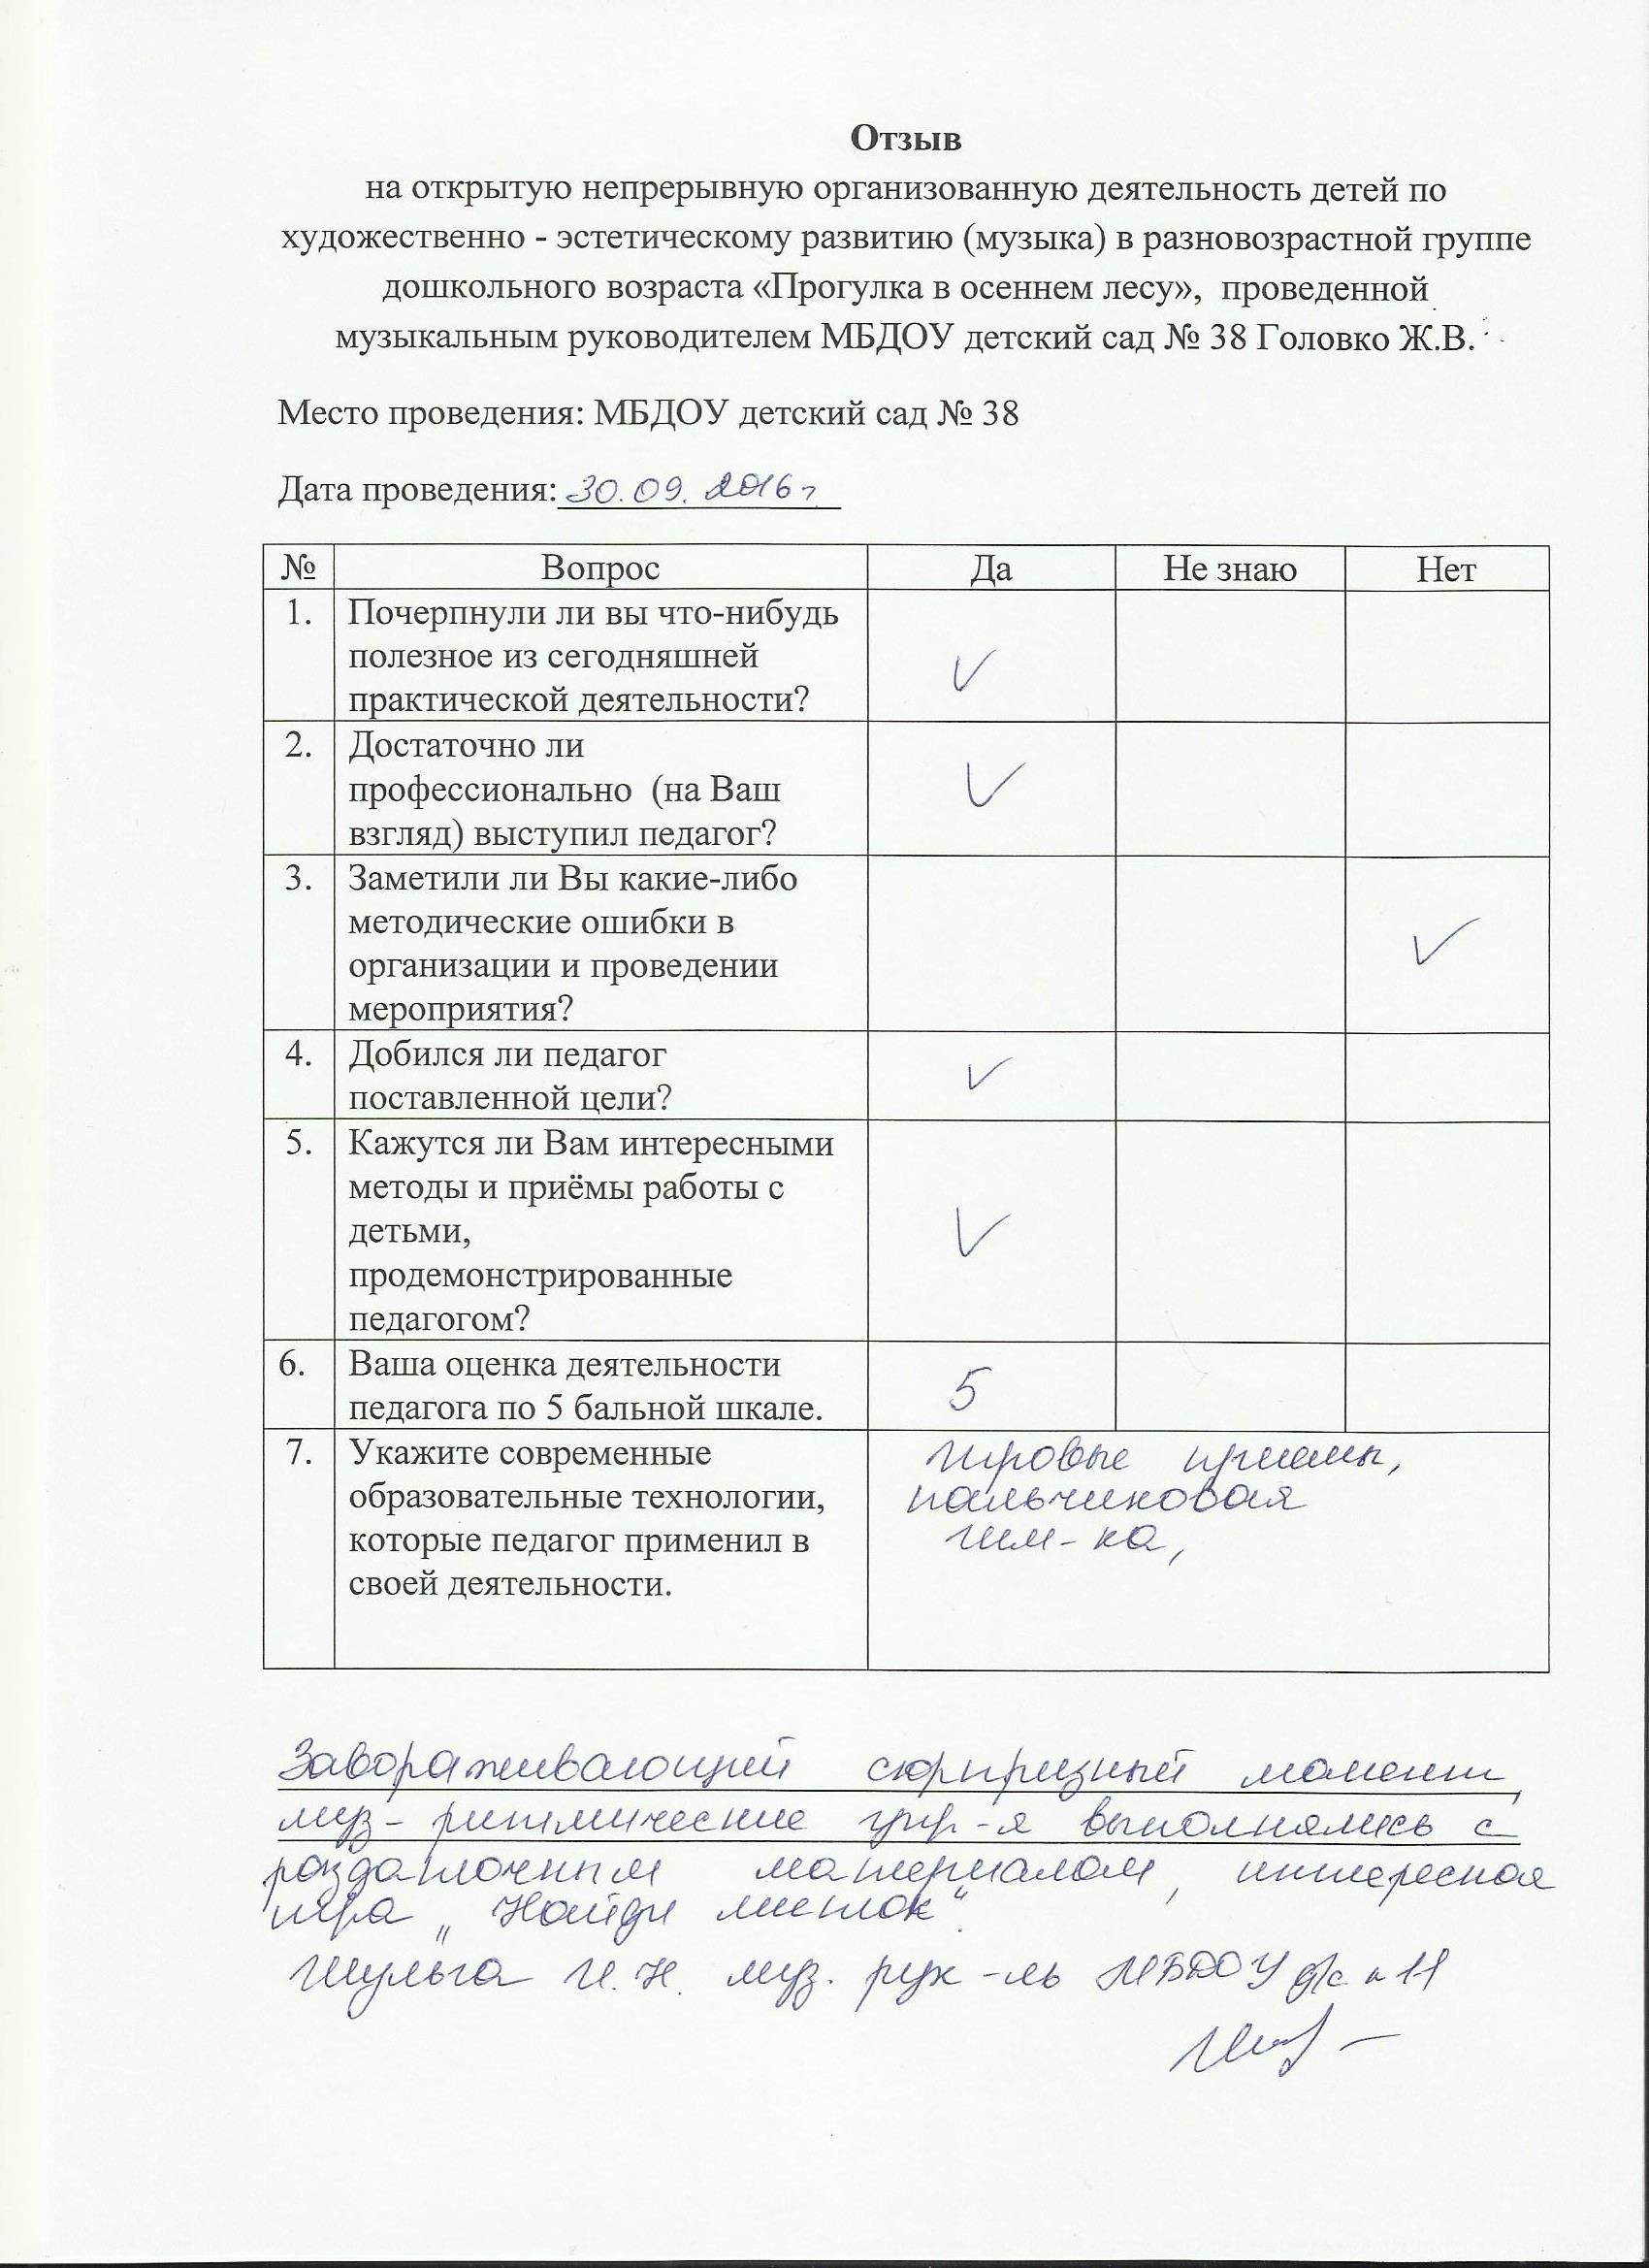 Отзыв
на открытую непрерывную организованную деятельность детей по
художественно - эстетическому развитию (музыка) в разновозрастной группе
дошкольного возраста «Прогулка в осеннем лесу», проведенной
музыкальным руководителем МБДОУ детский сад № 38 Головко Ж.В.
Место проведения: МБДОУ детский сад № 38
Дата проведения: 30.09.2016г
№ Вопрос Да Не знаю Нет
1. Почерпнули ли вы что-нибудь
полезное из сегодняшней
практической деятельности? ✓
2. Достаточно ли
профессионально (на Ваш
взгляд) выступил педагог? ✓
3. Заметили ли Вы какие-либо
методические ошибки в
организации и проведении
мероприятия? ✓
4. Добился ли педагог
поставленной цели? ✓
5. Кажутся ли Вам интересными
методы и приёмы работы с
детьми,
продемонстрированные
педагогом? ✓
6. Ваша оценка деятельности
педагога по 5 бальной шкале. 5
7. Укажите современные
образовательные технологии,
которые педагог применил в
своей деятельности.
игровые приемы,
пальчиковая
гим-ка,
Завораживающий сюрпризный момент,
муз-ритмические упр-я выполнялись с
раздаточным материалом, интересная
игра „Найди листок“.
Шульга И.Н. муз. рук-ль МБДОУ д/с n 11